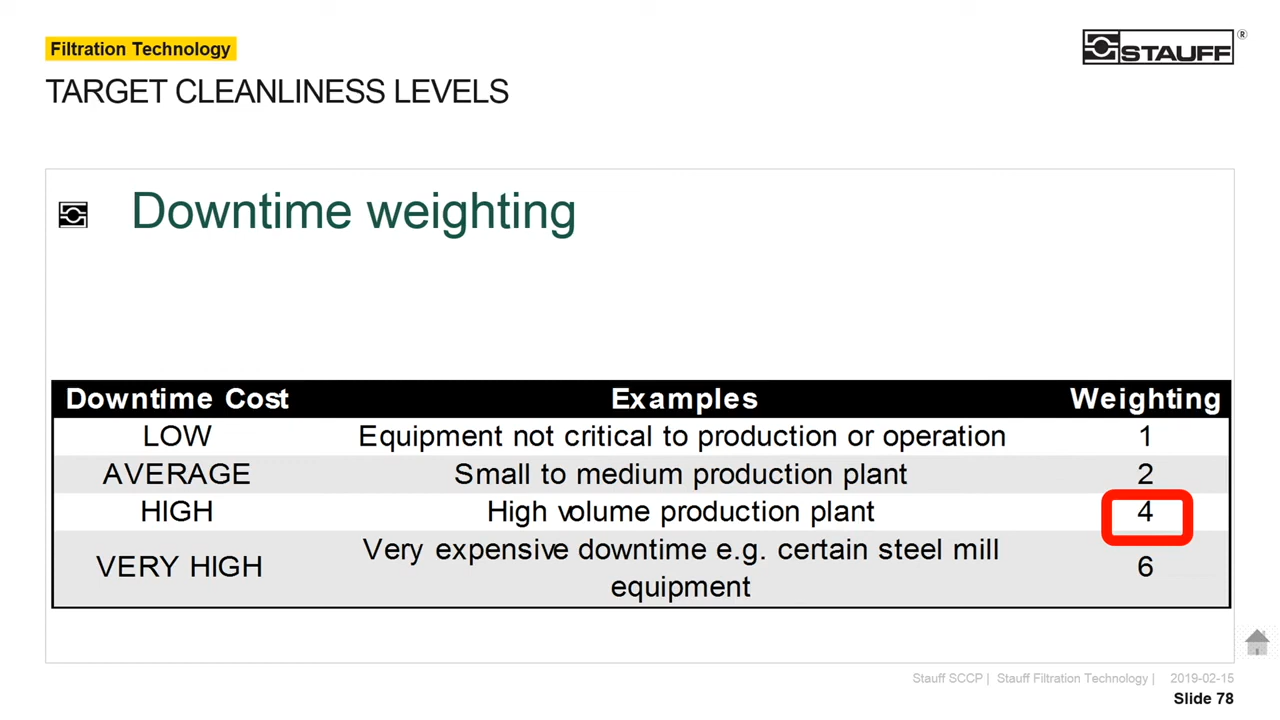 Filtration Technology
STAUFF®
TARGET CLEANLINESS LEVELS
Downtime weighting
Downtime Cost Examples Weighting
LOW Equipment not critical to production or operation 1
AVERAGE Small to medium production plant 2
HIGH High volume production plant 4
VERY HIGH Very expensive downtime e.g. certain steel mill equipment 6
Stauff SCCP | Stauff Filtration Technology | 2019-02-15
Slide 78